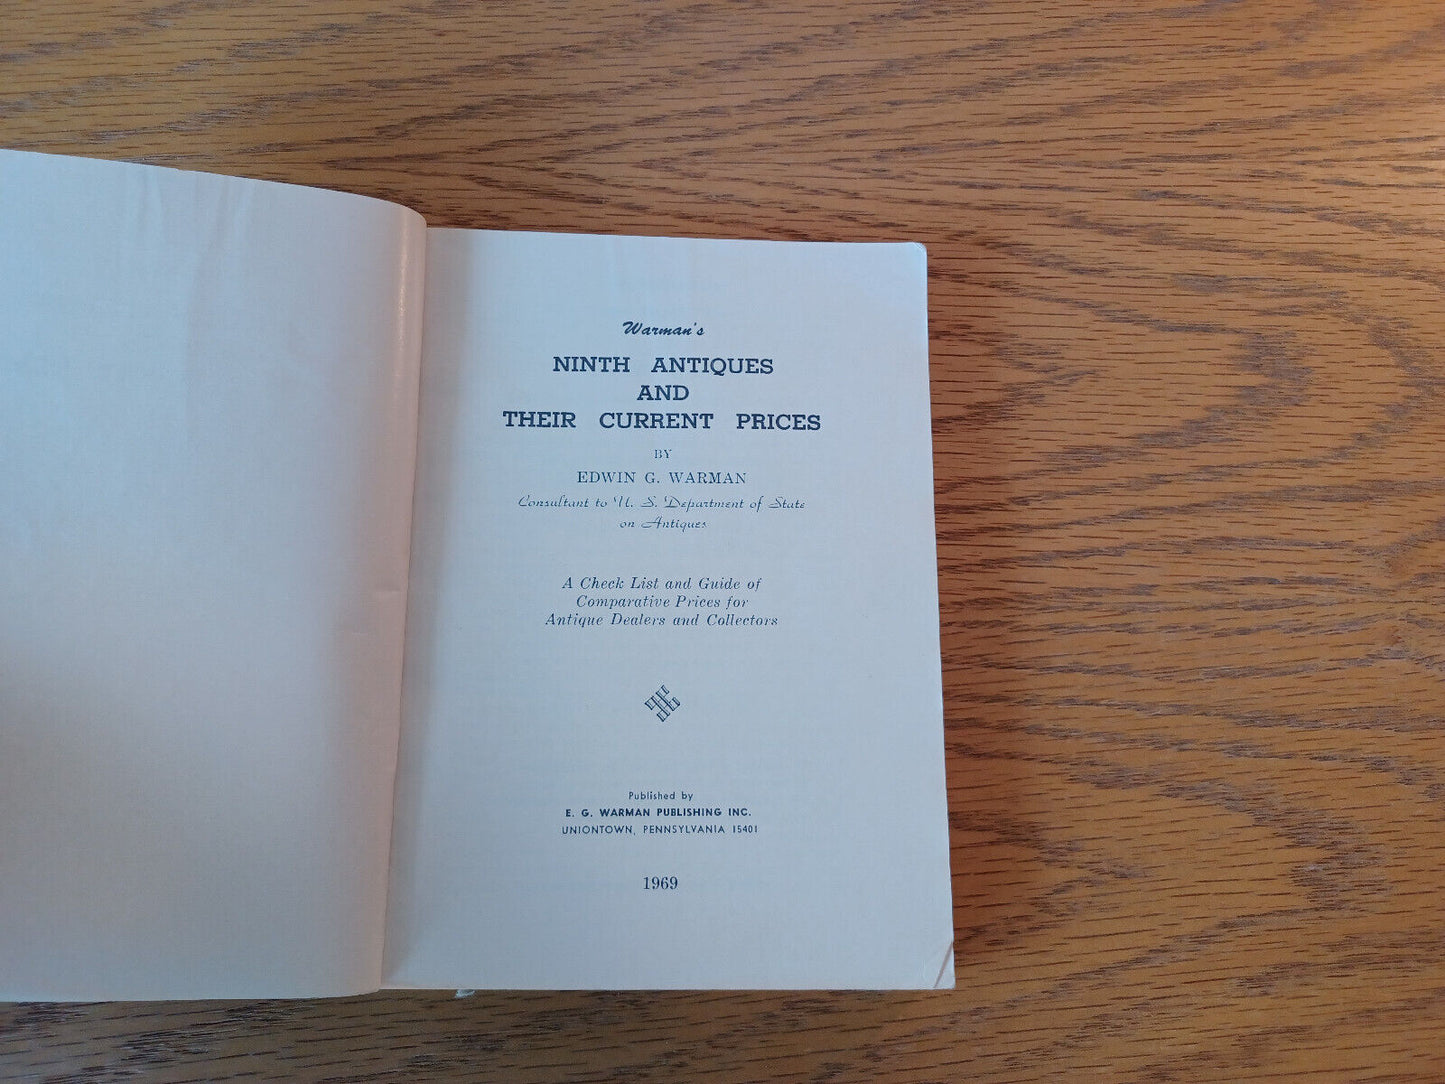 Warman's
NINTH ANTIQUES
AND
THEIR CURRENT PRICES
BY
EDWIN G. WARMAN
Consultant to U. S. Department of State
on Antiques
A Check List and Guide of
Comparative Prices for
Antique Dealers and Collectors
Published by
E. G. WARMAN PUBLISHING INC.
UNIONTOWN, PENNSYLVANIA 15401
1969